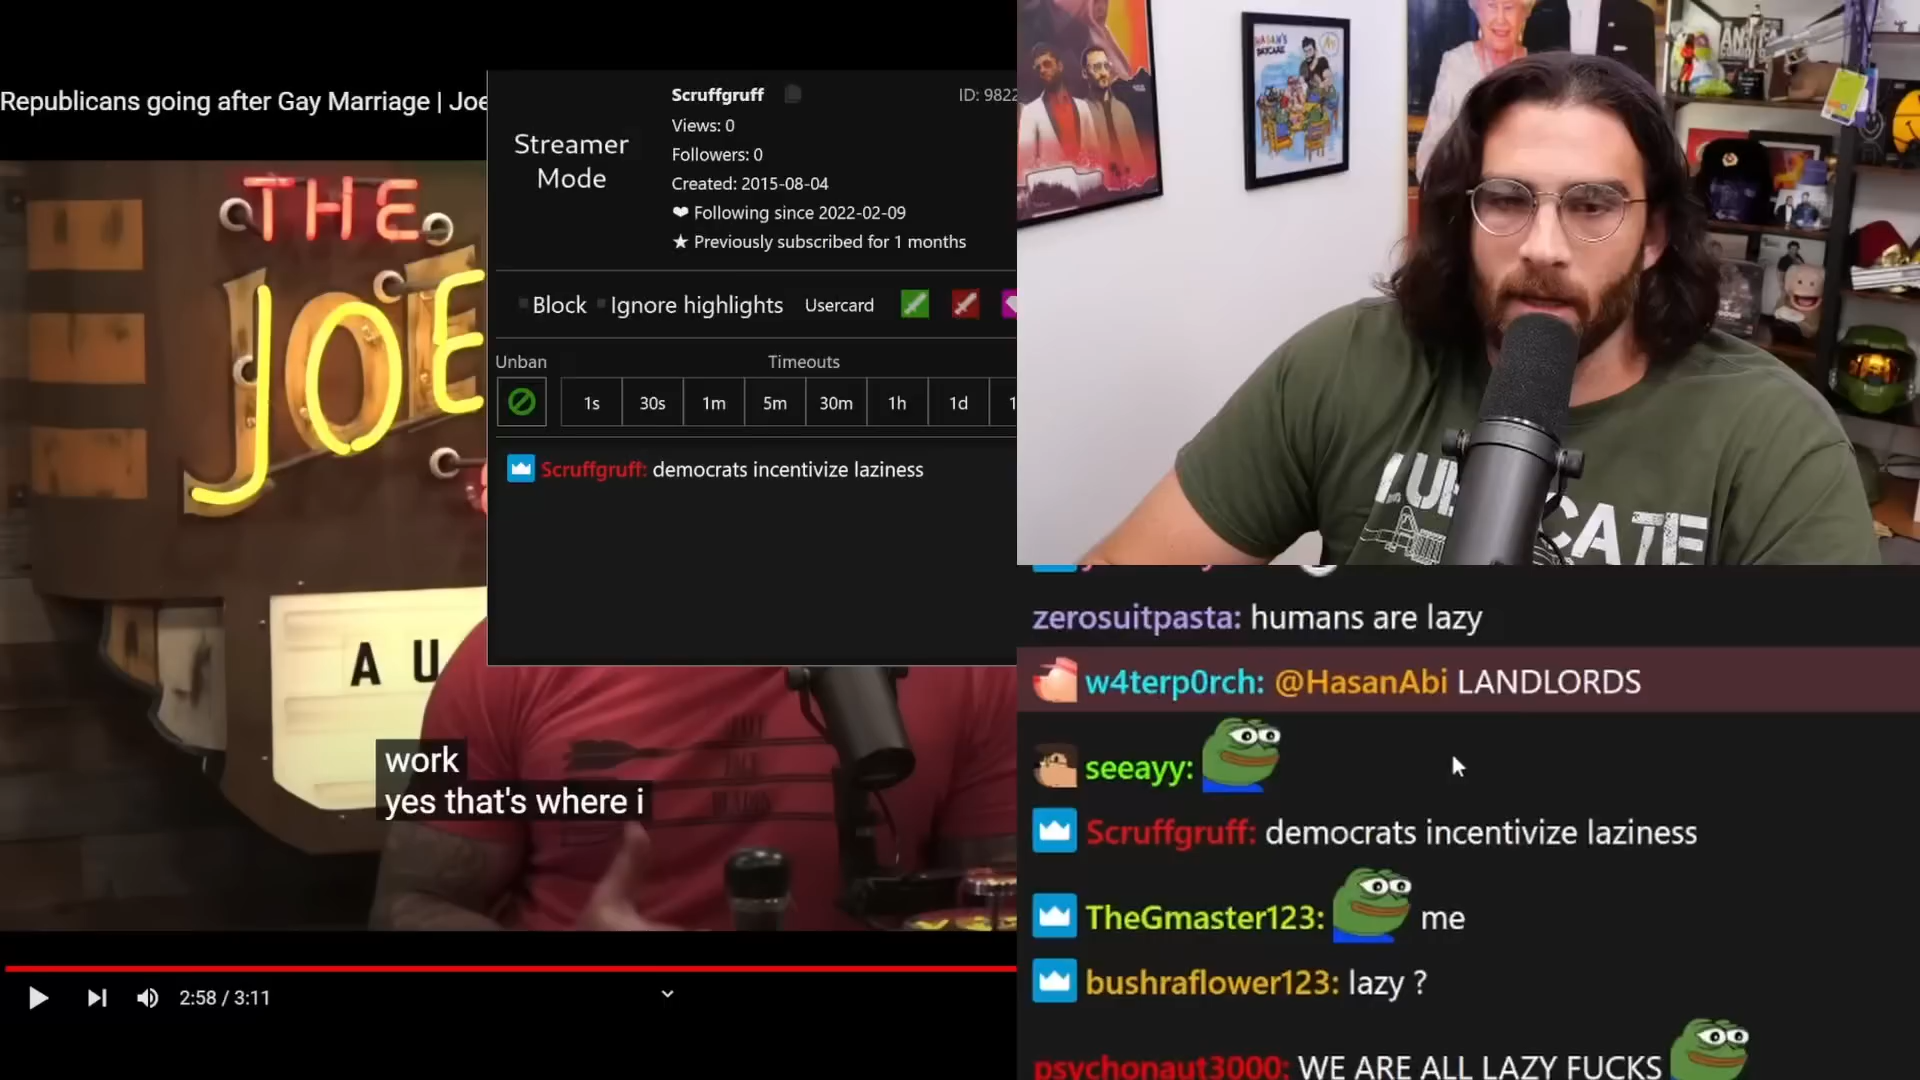 Republicans going after Gay Marriage | Joe
THE
JOE
A U
work
yes that's where i
2:58 / 3:11
Streamer
Mode
Scruffgruff
ID: 9822
Views: 0
Followers: 0
Created: 2015-08-04
Following since 2022-02-09
★ Previously subscribed for 1 months
Block
Ignore highlights
Usercard
Unban
Timeouts
1s 30s 1m 5m 30m 1h 1d 1
Scruffgruff: democrats incentivize laziness
zerosuitpasta: humans are lazy
w4terp0rch: @HasanAbi LANDLORDS
seeayy:
Scruffgruff: democrats incentivize laziness
TheGmaster123: me
bushraflower123: lazy ?
psychonaut3000: WE ARE ALL LAZY FUCKS